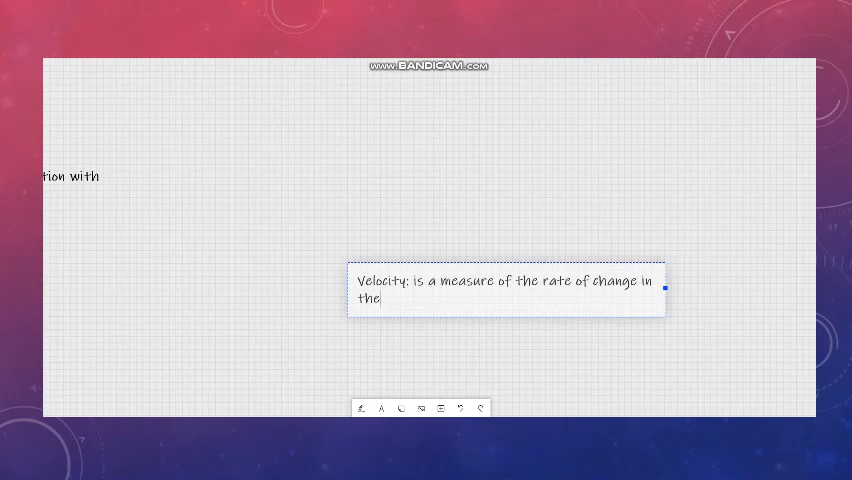 www.BANDICAM.com
tion with
Velocity: is a measure of the rate of change in
the